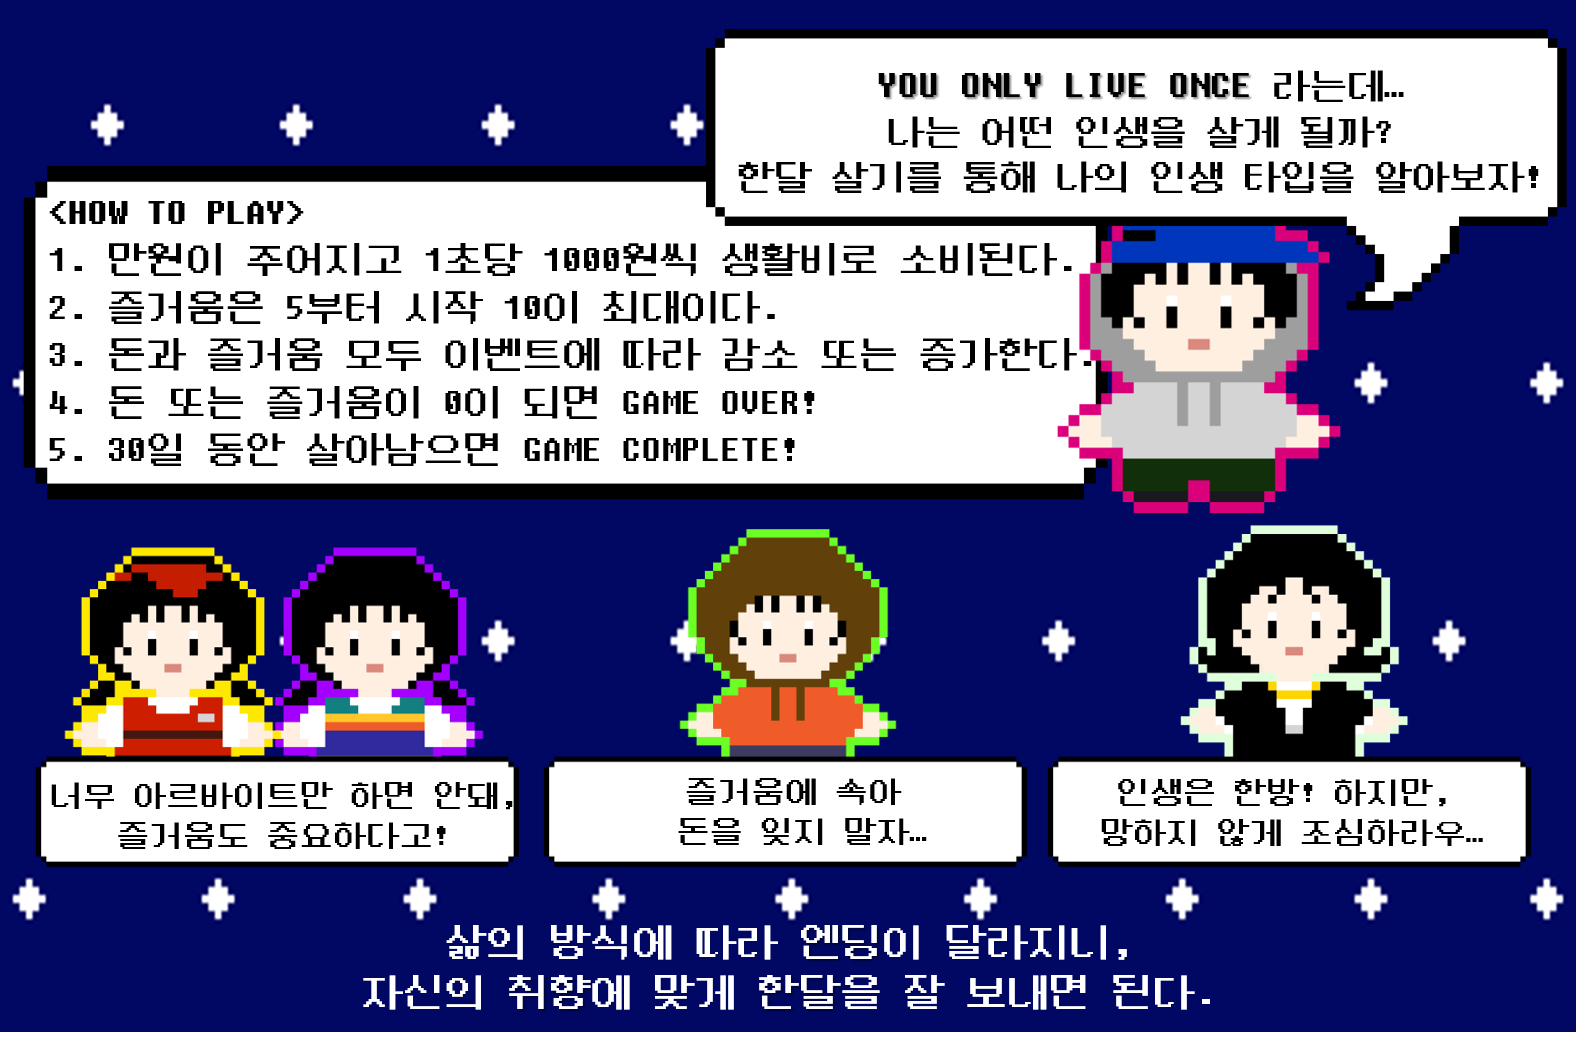 YOU ONLY LIVE ONCE 라는데...
나는 어떤 인생을 살게 될까?
한달 살기를 통해 나의 인생 타입을 알아보자!
<HOW TO PLAY>
1. 만원이 주어지고 1초당 1000원씩 생활비로 소비된다.
2. 즐거움은 5부터 시작 10이 최대이다.
3. 돈과 즐거움 모두 이벤트에 따라 감소 또는 증가한다.
4. 돈 또는 즐거움이 0이 되면 GAME OVER!
5. 30일 동안 살아남으면 GAME COMPLETE!
너무 아르바이트만 하면 안돼,
즐거움도 중요하다고!
즐거움에 속아
돈을 잊지 말자...
인생은 한방! 하지만,
망하지 않게 조심하라우...
삶의 방식에 따라 엔딩이 달라지니,
자신의 취향에 맞게 한달을 잘 보내면 된다.